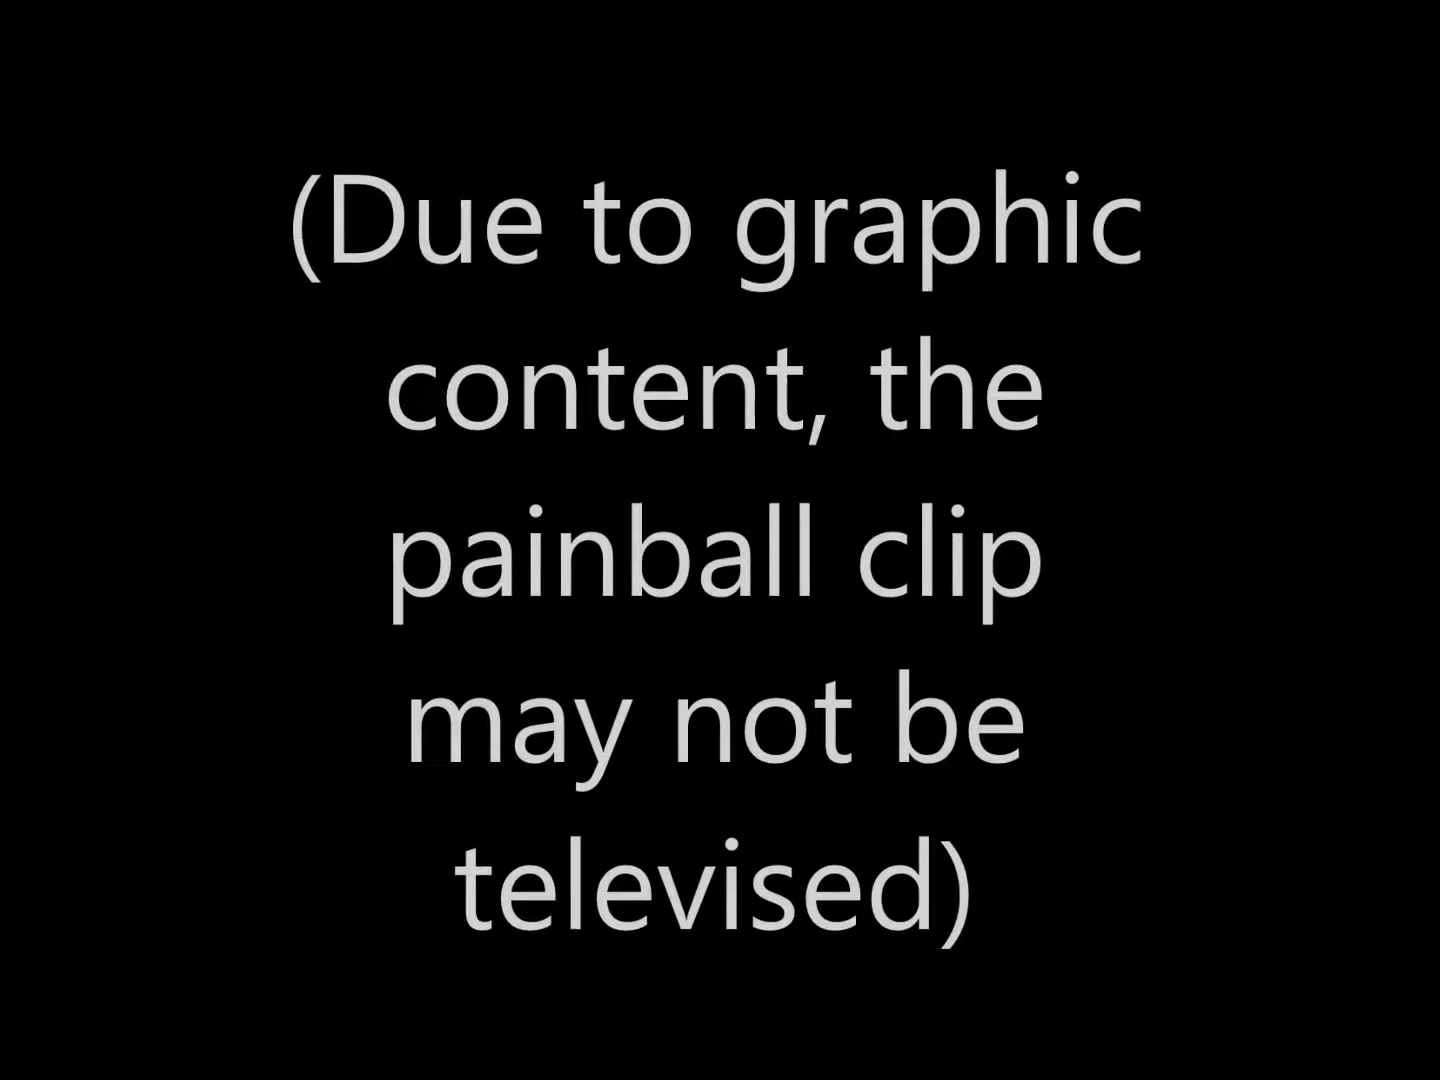 (Due to graphic
content, the
painball clip
may not be
televised)